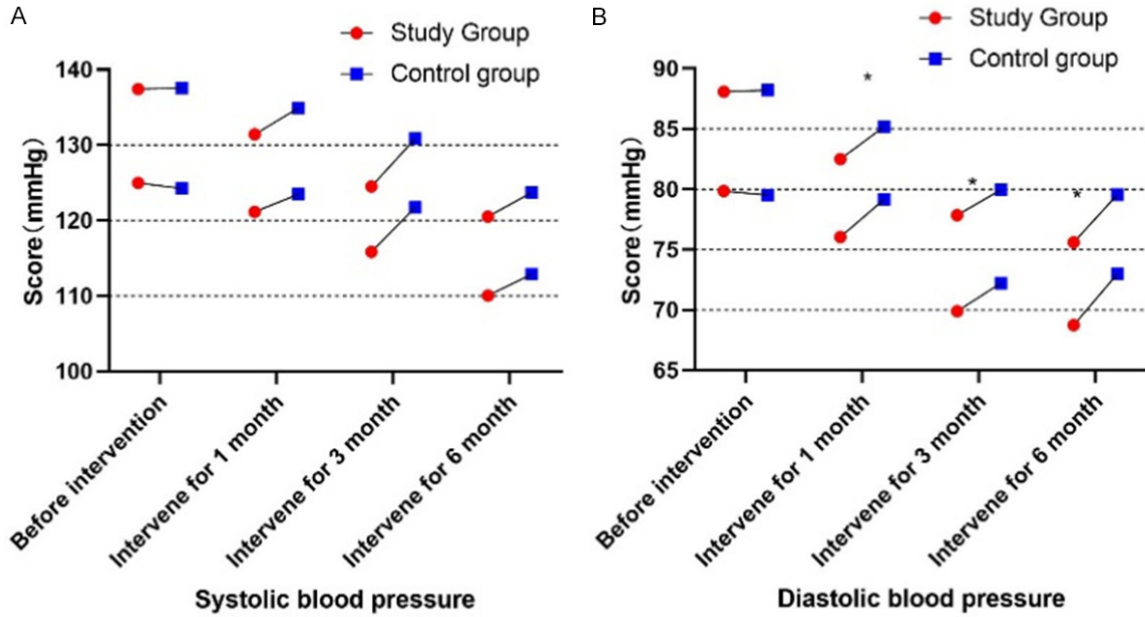 A
Study Group
Control group
140
130
120
110
100
Score(mmHg)
Before intervention
Intervene for 1 month
Intervene for 3 month
Intervene for 6 month
Systolic blood pressure
B
Study Group
Control group
90
85
80
75
70
65
Score(mmHg)
*
*
*
Before intervention
Intervene for 1 month
Intervene for 3 month
Intervene for 6 month
Diastolic blood pressure